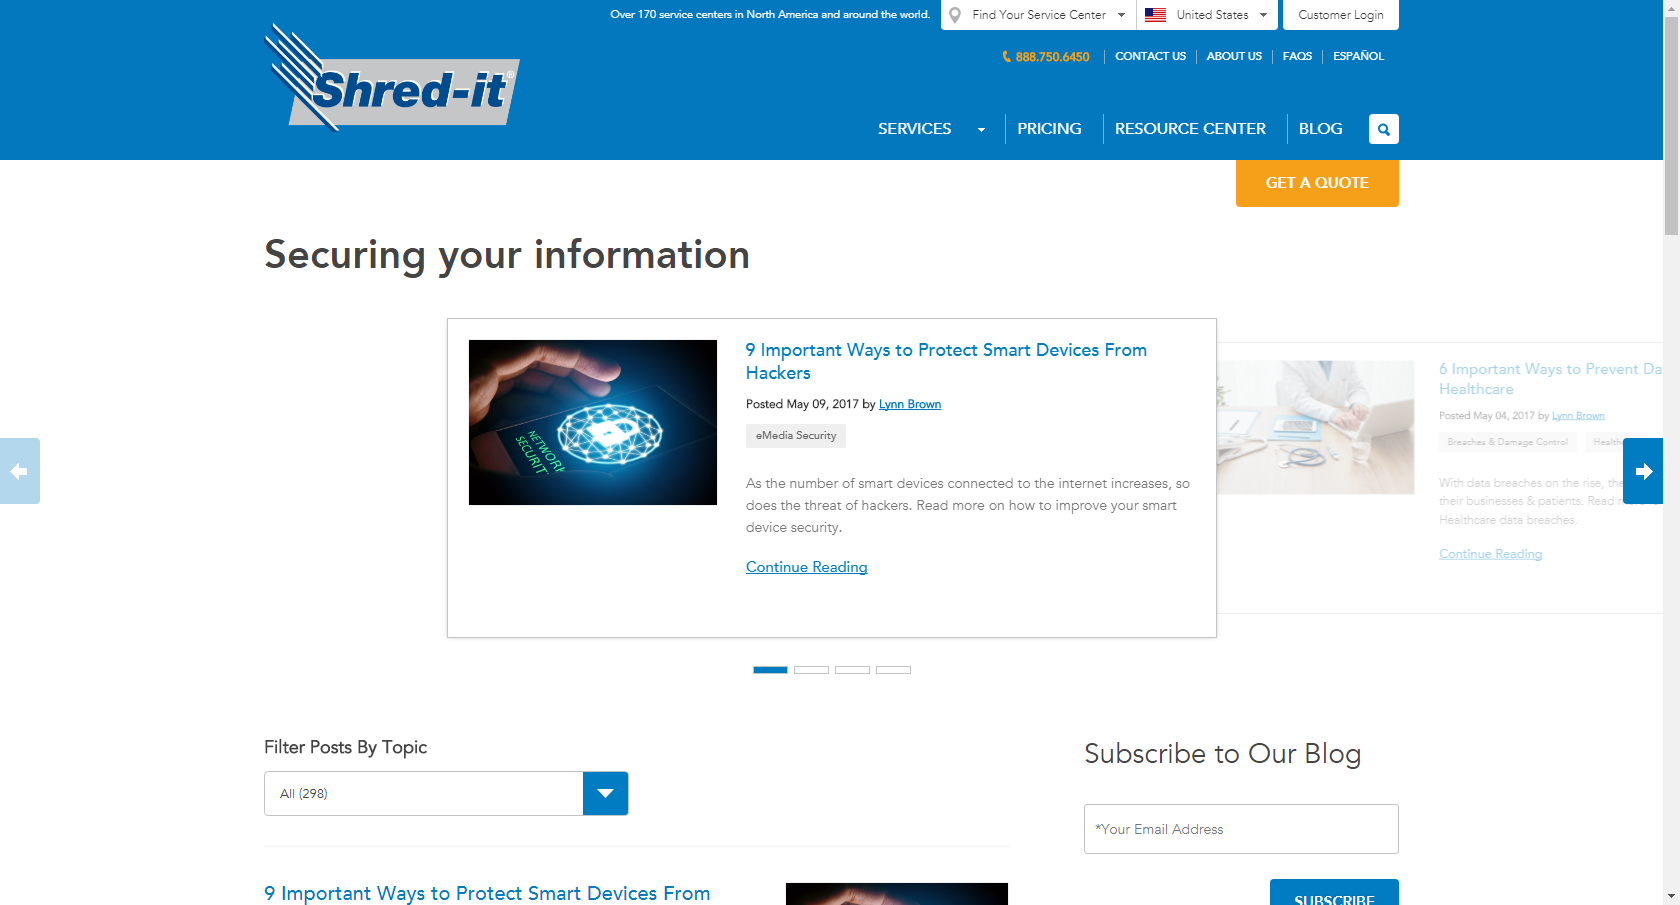 Over 170 service centers in North America and around the world.
Find Your Service Center
United States
Customer Login
888.750.6450
CONTACT US
ABOUT US
FAQS
ESPAÑOL
Shred-it®
SERVICES
PRICING
RESOURCE CENTER
BLOG
GET A QUOTE
Securing your information
NETWORK
SECURITY
9 Important Ways to Protect Smart Devices From
Hackers
Posted May 09, 2017 by Lynn Brown
eMedia Security
As the number of smart devices connected to the internet increases, so
does the threat of hackers. Read more on how to improve your smart
device security.
Continue Reading
6 Important Ways to Prevent Da
Healthcare
Posted May 04, 2017 by Lynn Brown
Breaches & Damage Control
Health
With data breaches on the rise, the
their businesses & patients. Read
Healthcare data breaches.
Continue Reading
Filter Posts By Topic
All (298)
Subscribe to Our Blog
*Your Email Address
SUBSCRIBE
9 Important Ways to Protect Smart Devices From